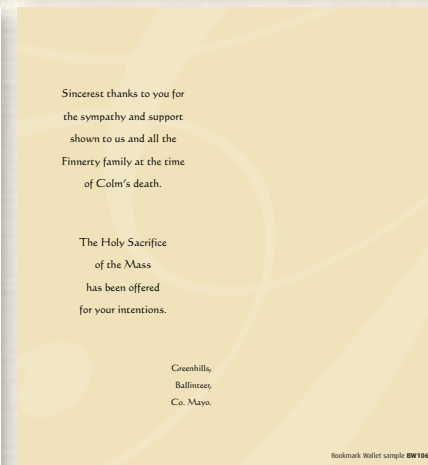 Sincerest thanks to you for
the sympathy and support
shown to us and all the
Finnerty family at the time
of Colm's death.
The Holy Sacrifice
of the Mass
has been offered
for your intentions.
Greenhills,
Ballinteer,
Co. Mayo.
Bookmark Wallet sample BW106